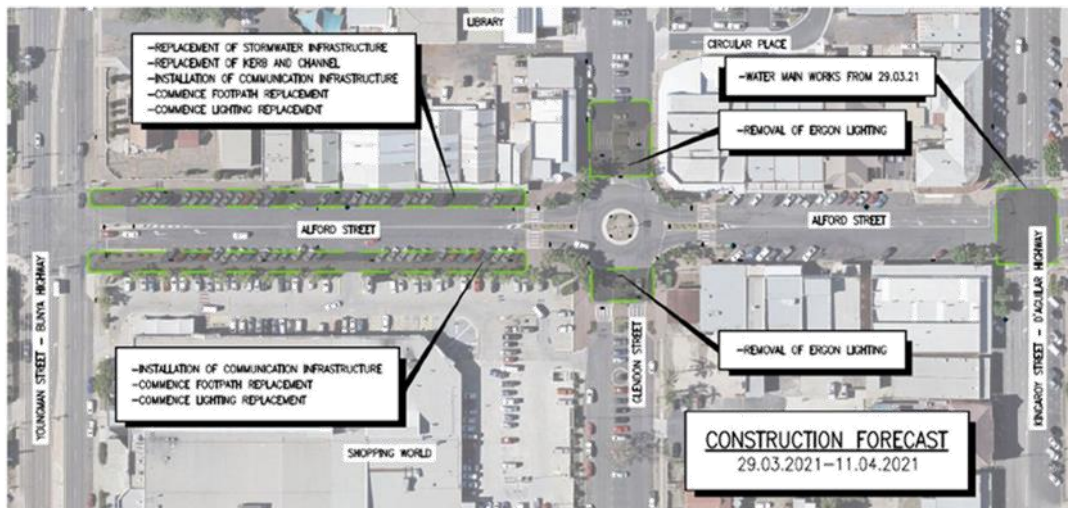 LIBRARY
-REPLACEMENT OF STORMWATER INFRASTRUCTURE
-REPLACEMENT OF KERB AND CHANNEL
-INSTALLATION OF COMMUNICATION INFRASTRUCTURE
-COMMENCE FOOTPATH REPLACEMENT
-COMMENCE LIGHTING REPLACEMENT
CIRCULAR PLACE
-WATER MAIN WORKS FROM 29.03.21
-REMOVAL OF ERGON LIGHTING
ALFORD STREET
ALFORD STREET
YOUNGMAN STREET - BUNYA HIGHWAY
GLENDON STREET
KINGAROY STREET - D'AGUILAR HIGHWAY
-REMOVAL OF ERGON LIGHTING
-INSTALLATION OF COMMUNICATION INFRASTRUCTURE
-COMMENCE FOOTPATH REPLACEMENT
-COMMENCE LIGHTING REPLACEMENT
SHOPPING WORLD
CONSTRUCTION FORECAST
29.03.2021-11.04.2021